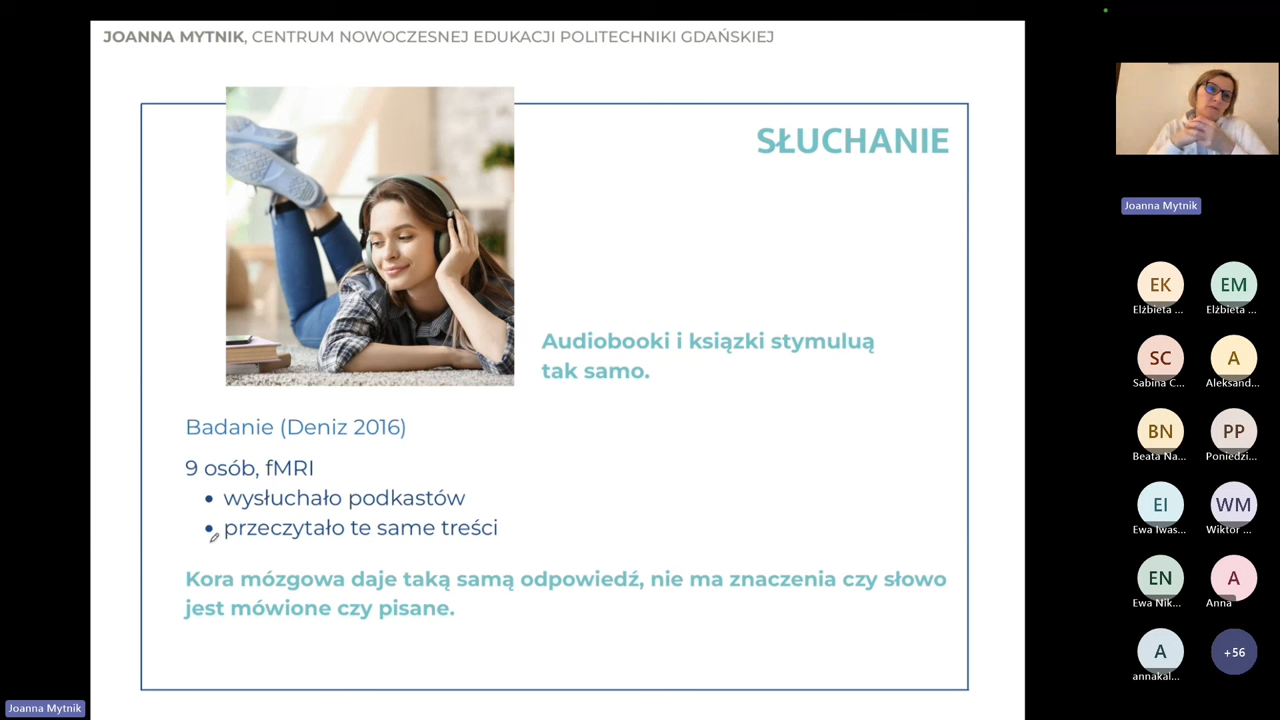 JOANNA MYTNIK, CENTRUM NOWOCZESNEJ EDUKACJI POLITECHNIKI GDAŃSKIEJ
SŁUCHANIE
Audiobooki i książki stymuluą
tak samo.
Badanie (Deniz 2016)
9 osób, fMRI
• wysłuchało podkastów
• przeczytało te same treści
Kora mózgowa daje taką samą odpowiedź, nie ma znaczenia czy słowo
jest mówione czy pisane.
Joanna Mytnik
Joanna Mytnik
EK EM
Elżbieta ... Elżbieta ...
SC A
Sabina C... Aleksand...
BN PP
Beata Na... Poniedzi...
EI WM
Ewa Iwas... Wiktor ...
EN A
Ewa Nik... Anna
A +56
annakal...